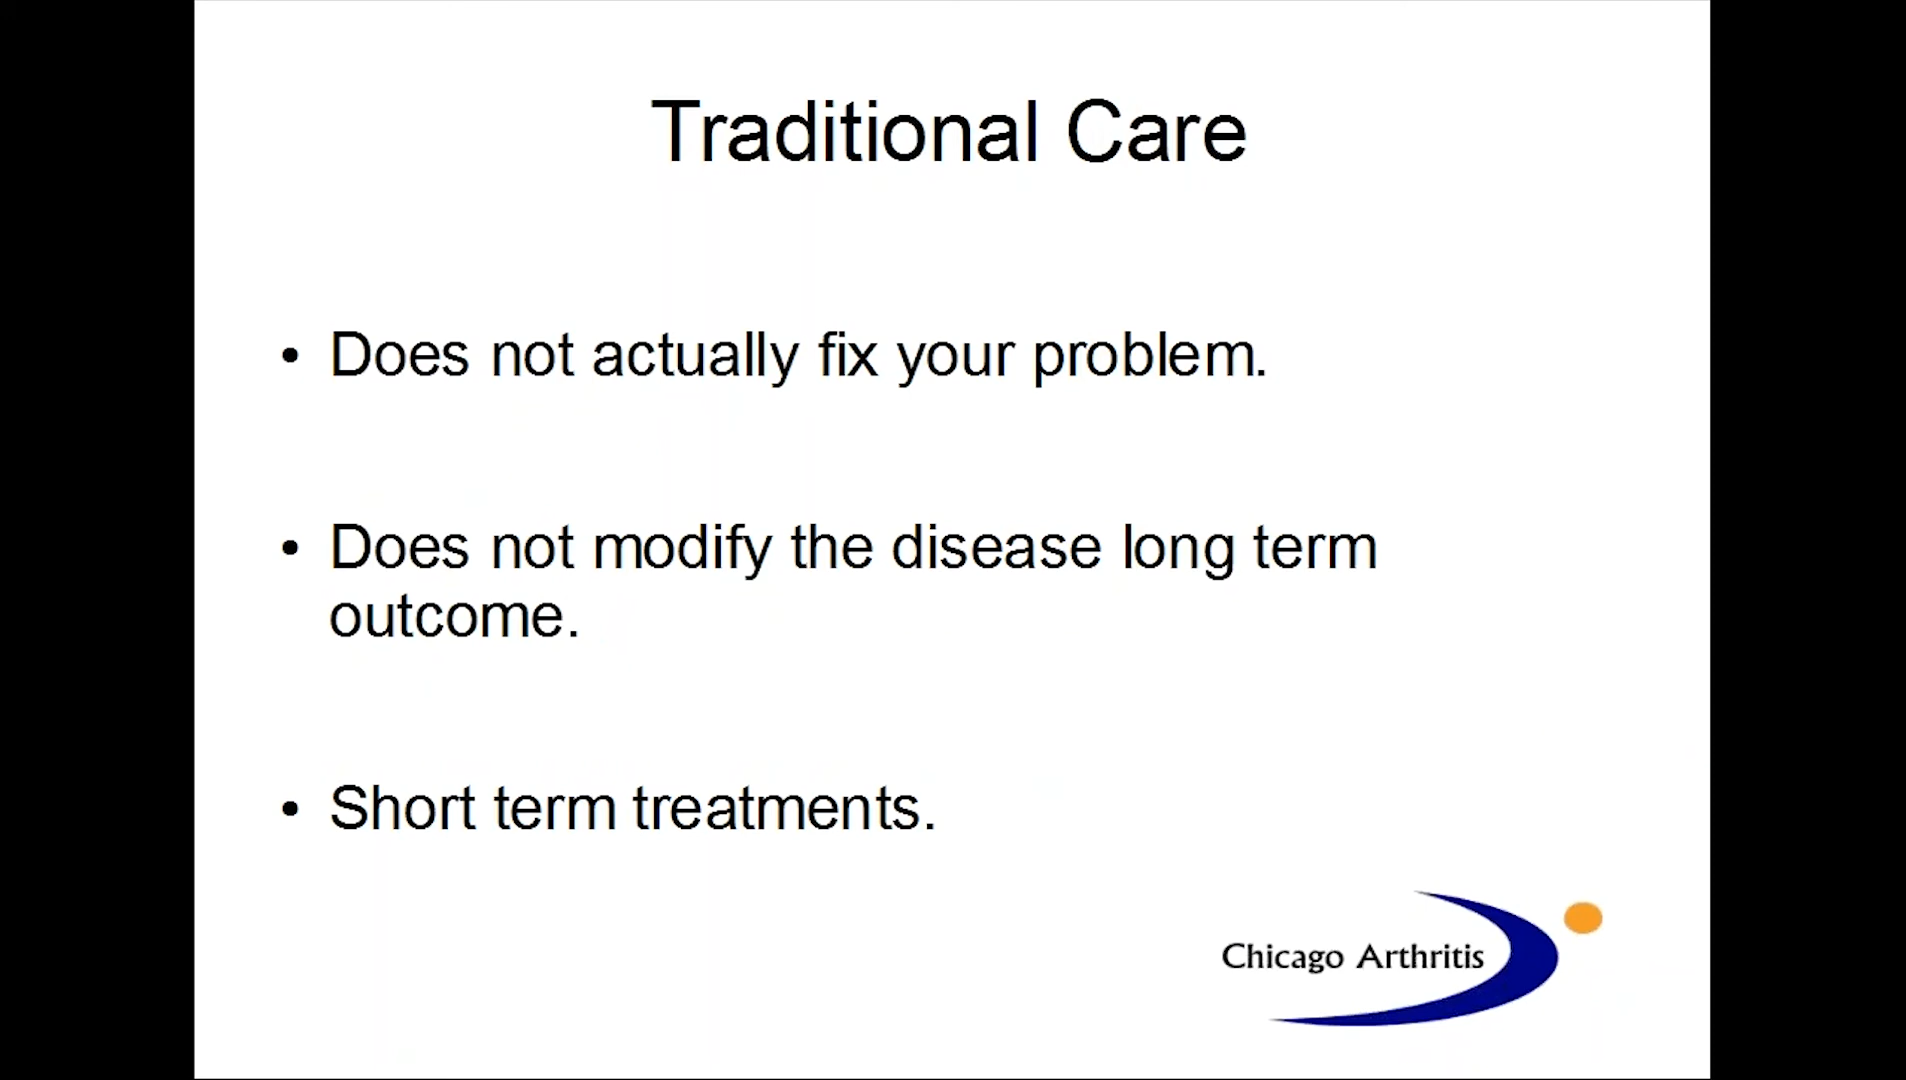 Traditional Care
• Does not actually fix your problem.
• Does not modify the disease long term
outcome.
• Short term treatments.
Chicago Arthritis